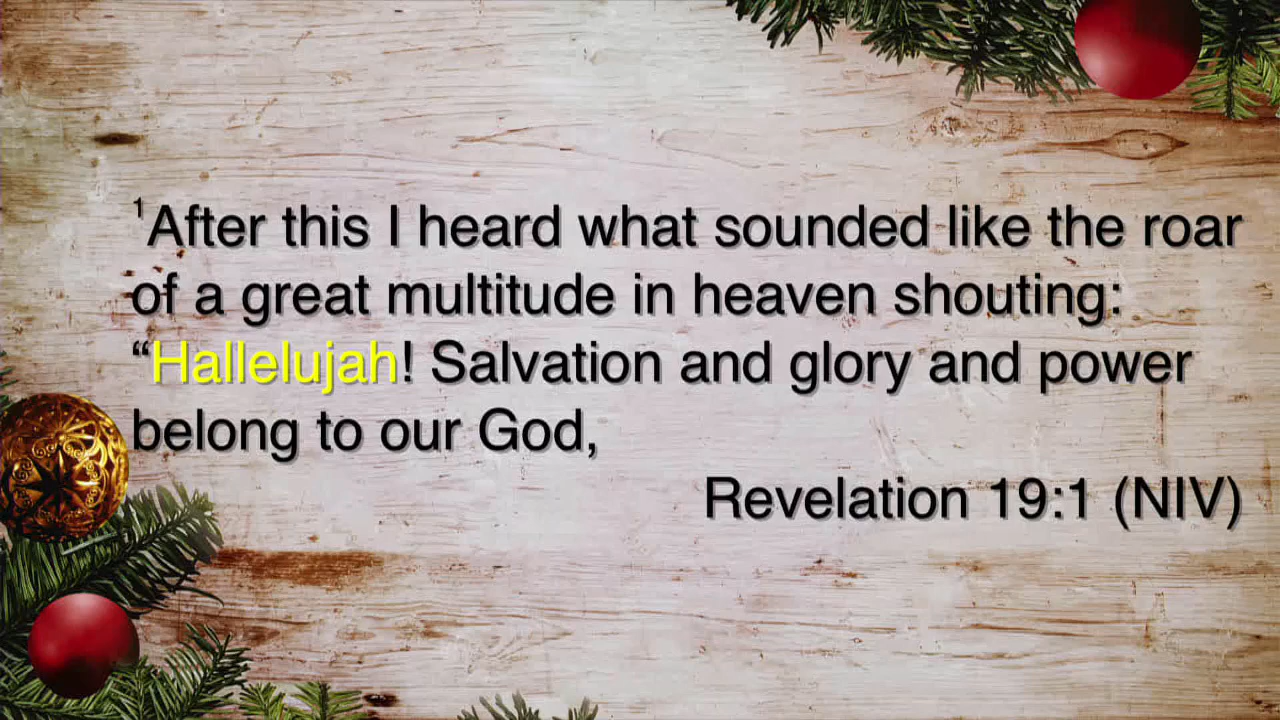 ¹After this I heard what sounded like the roar
of a great multitude in heaven shouting:
“Hallelujah! Salvation and glory and power
belong to our God,
Revelation 19:1 (NIV)